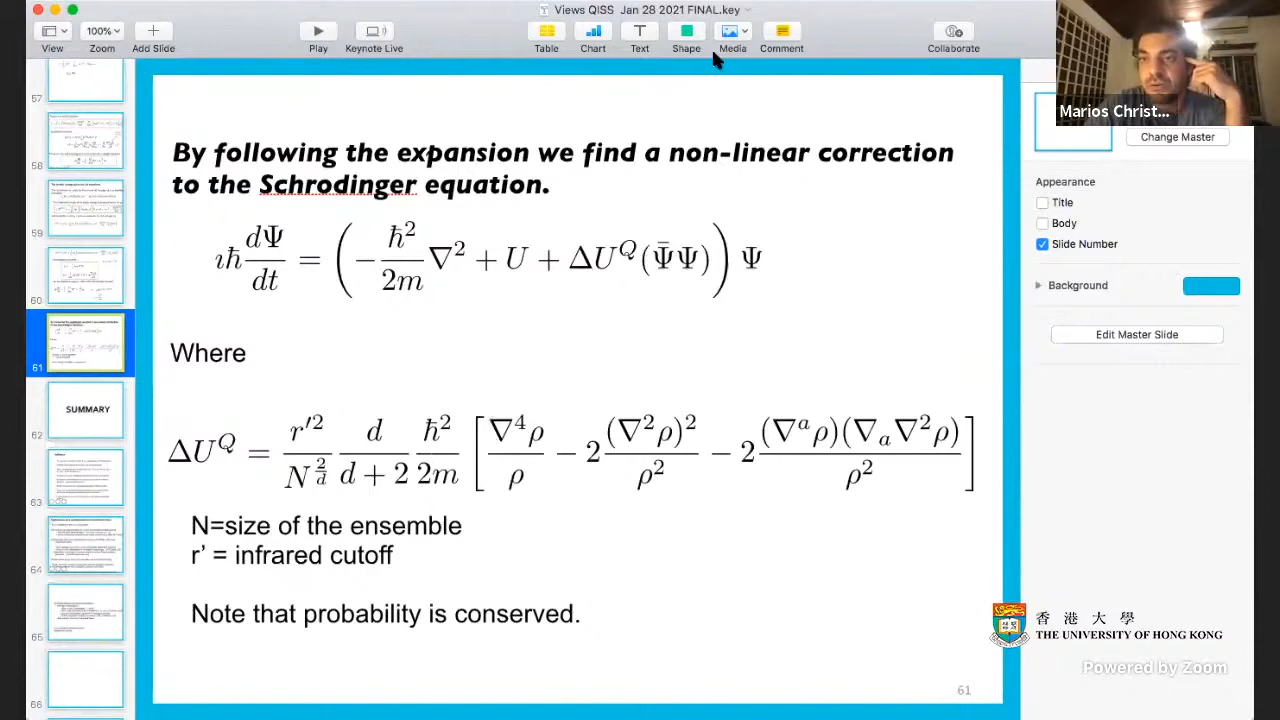 Views QISS Jan 28 2021 FINAL.key
View
100%
Zoom
Add Slide
Play
Keynote Live
Table
Chart
Text
Shape
Media
Comment
Collaborate
Marios Christ...
Change Master
Appearance
Title
Body
Slide Number
Background
Edit Master Slide
57
58
59
60
61
62
63
64
65
66
SUMMARY
By following the expansion we find a non-linear correction
to the Schrodinger equation.
ıħ dΨ/dt = ( −ħ²/2m ∇² + U + ΔU^Q(Ψ̄Ψ) ) Ψ
Where
ΔU^Q = r′²/N^(2/d) d/(d+2) ħ²/2m [ ∇⁴ρ/ρ − 2 (∇²ρ)²/ρ² − 2 (∇^aρ)(∇_a∇²ρ)/ρ² ]
N=size of the ensemble
r’ = infrared cutoff
Note that probability is conserved.
61
香港大學
THE UNIVERSITY OF HONG KONG
Powered by Zoom